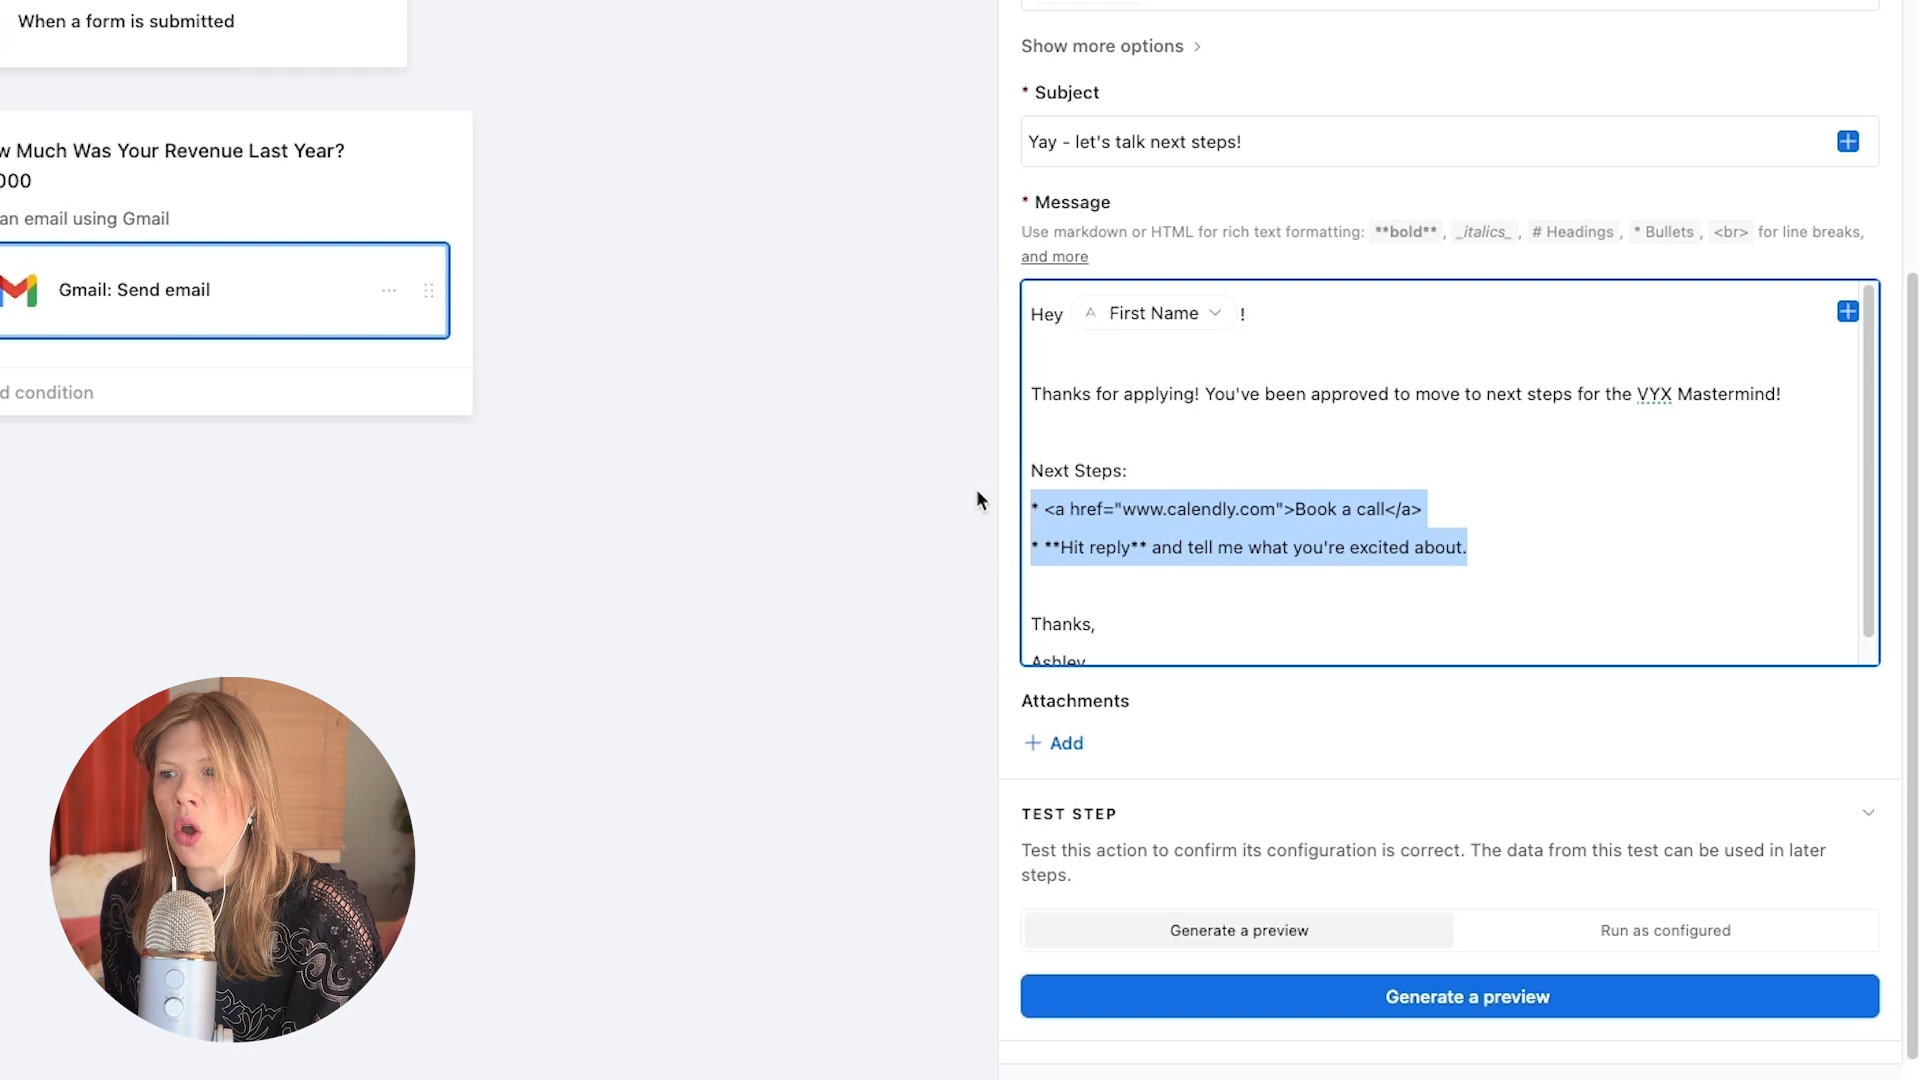 When a form is submitted
w Much Was Your Revenue Last Year?
000
an email using Gmail
Gmail: Send email
d condition
Show more options
* Subject
Yay - let's talk next steps!
* Message
Use markdown or HTML for rich text formatting: **bold** , _italics_ , # Headings , * Bullets , <br> for line breaks,
and more
Hey A First Name !
Thanks for applying! You've been approved to move to next steps for the VYX Mastermind!
Next Steps:
* <a href="www.calendly.com">Book a call</a>
* **Hit reply** and tell me what you're excited about.
Thanks,
Ashley
Attachments
+ Add
TEST STEP
Test this action to confirm its configuration is correct. The data from this test can be used in later
steps.
Generate a preview
Run as configured
Generate a preview